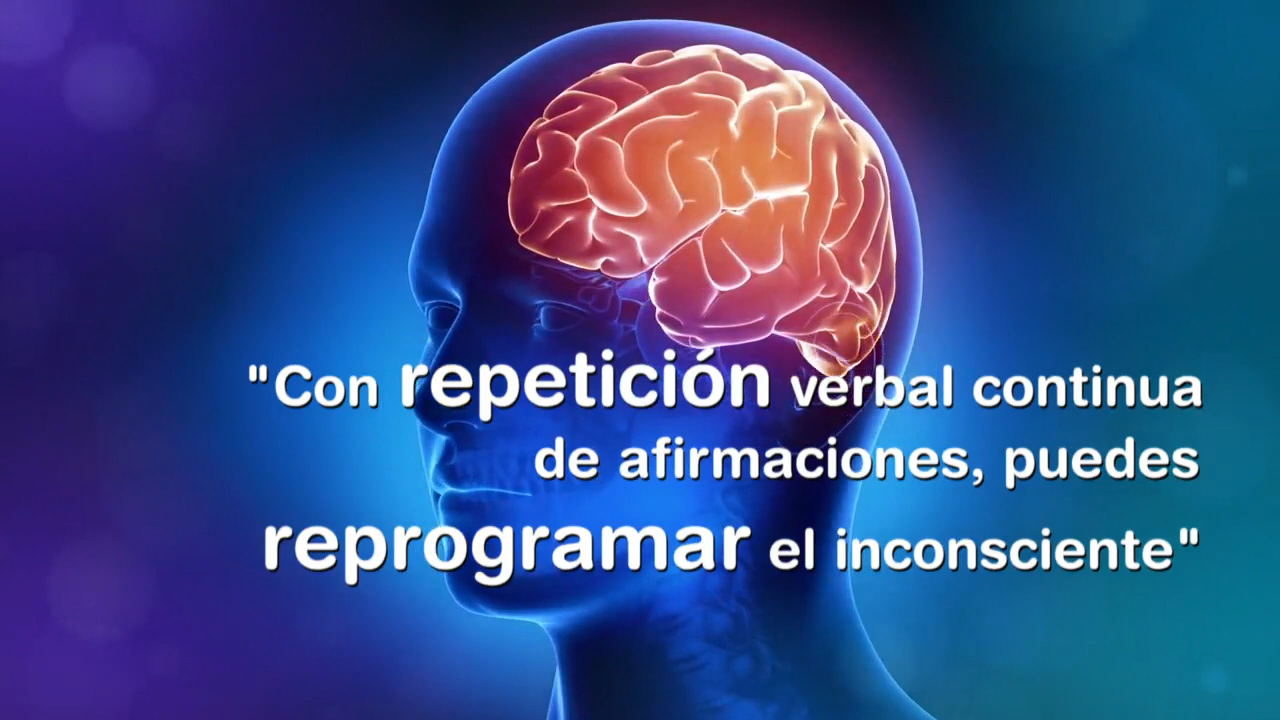 "Con repetición verbal continua
de afirmaciones, puedes
reprogramar el inconsciente"